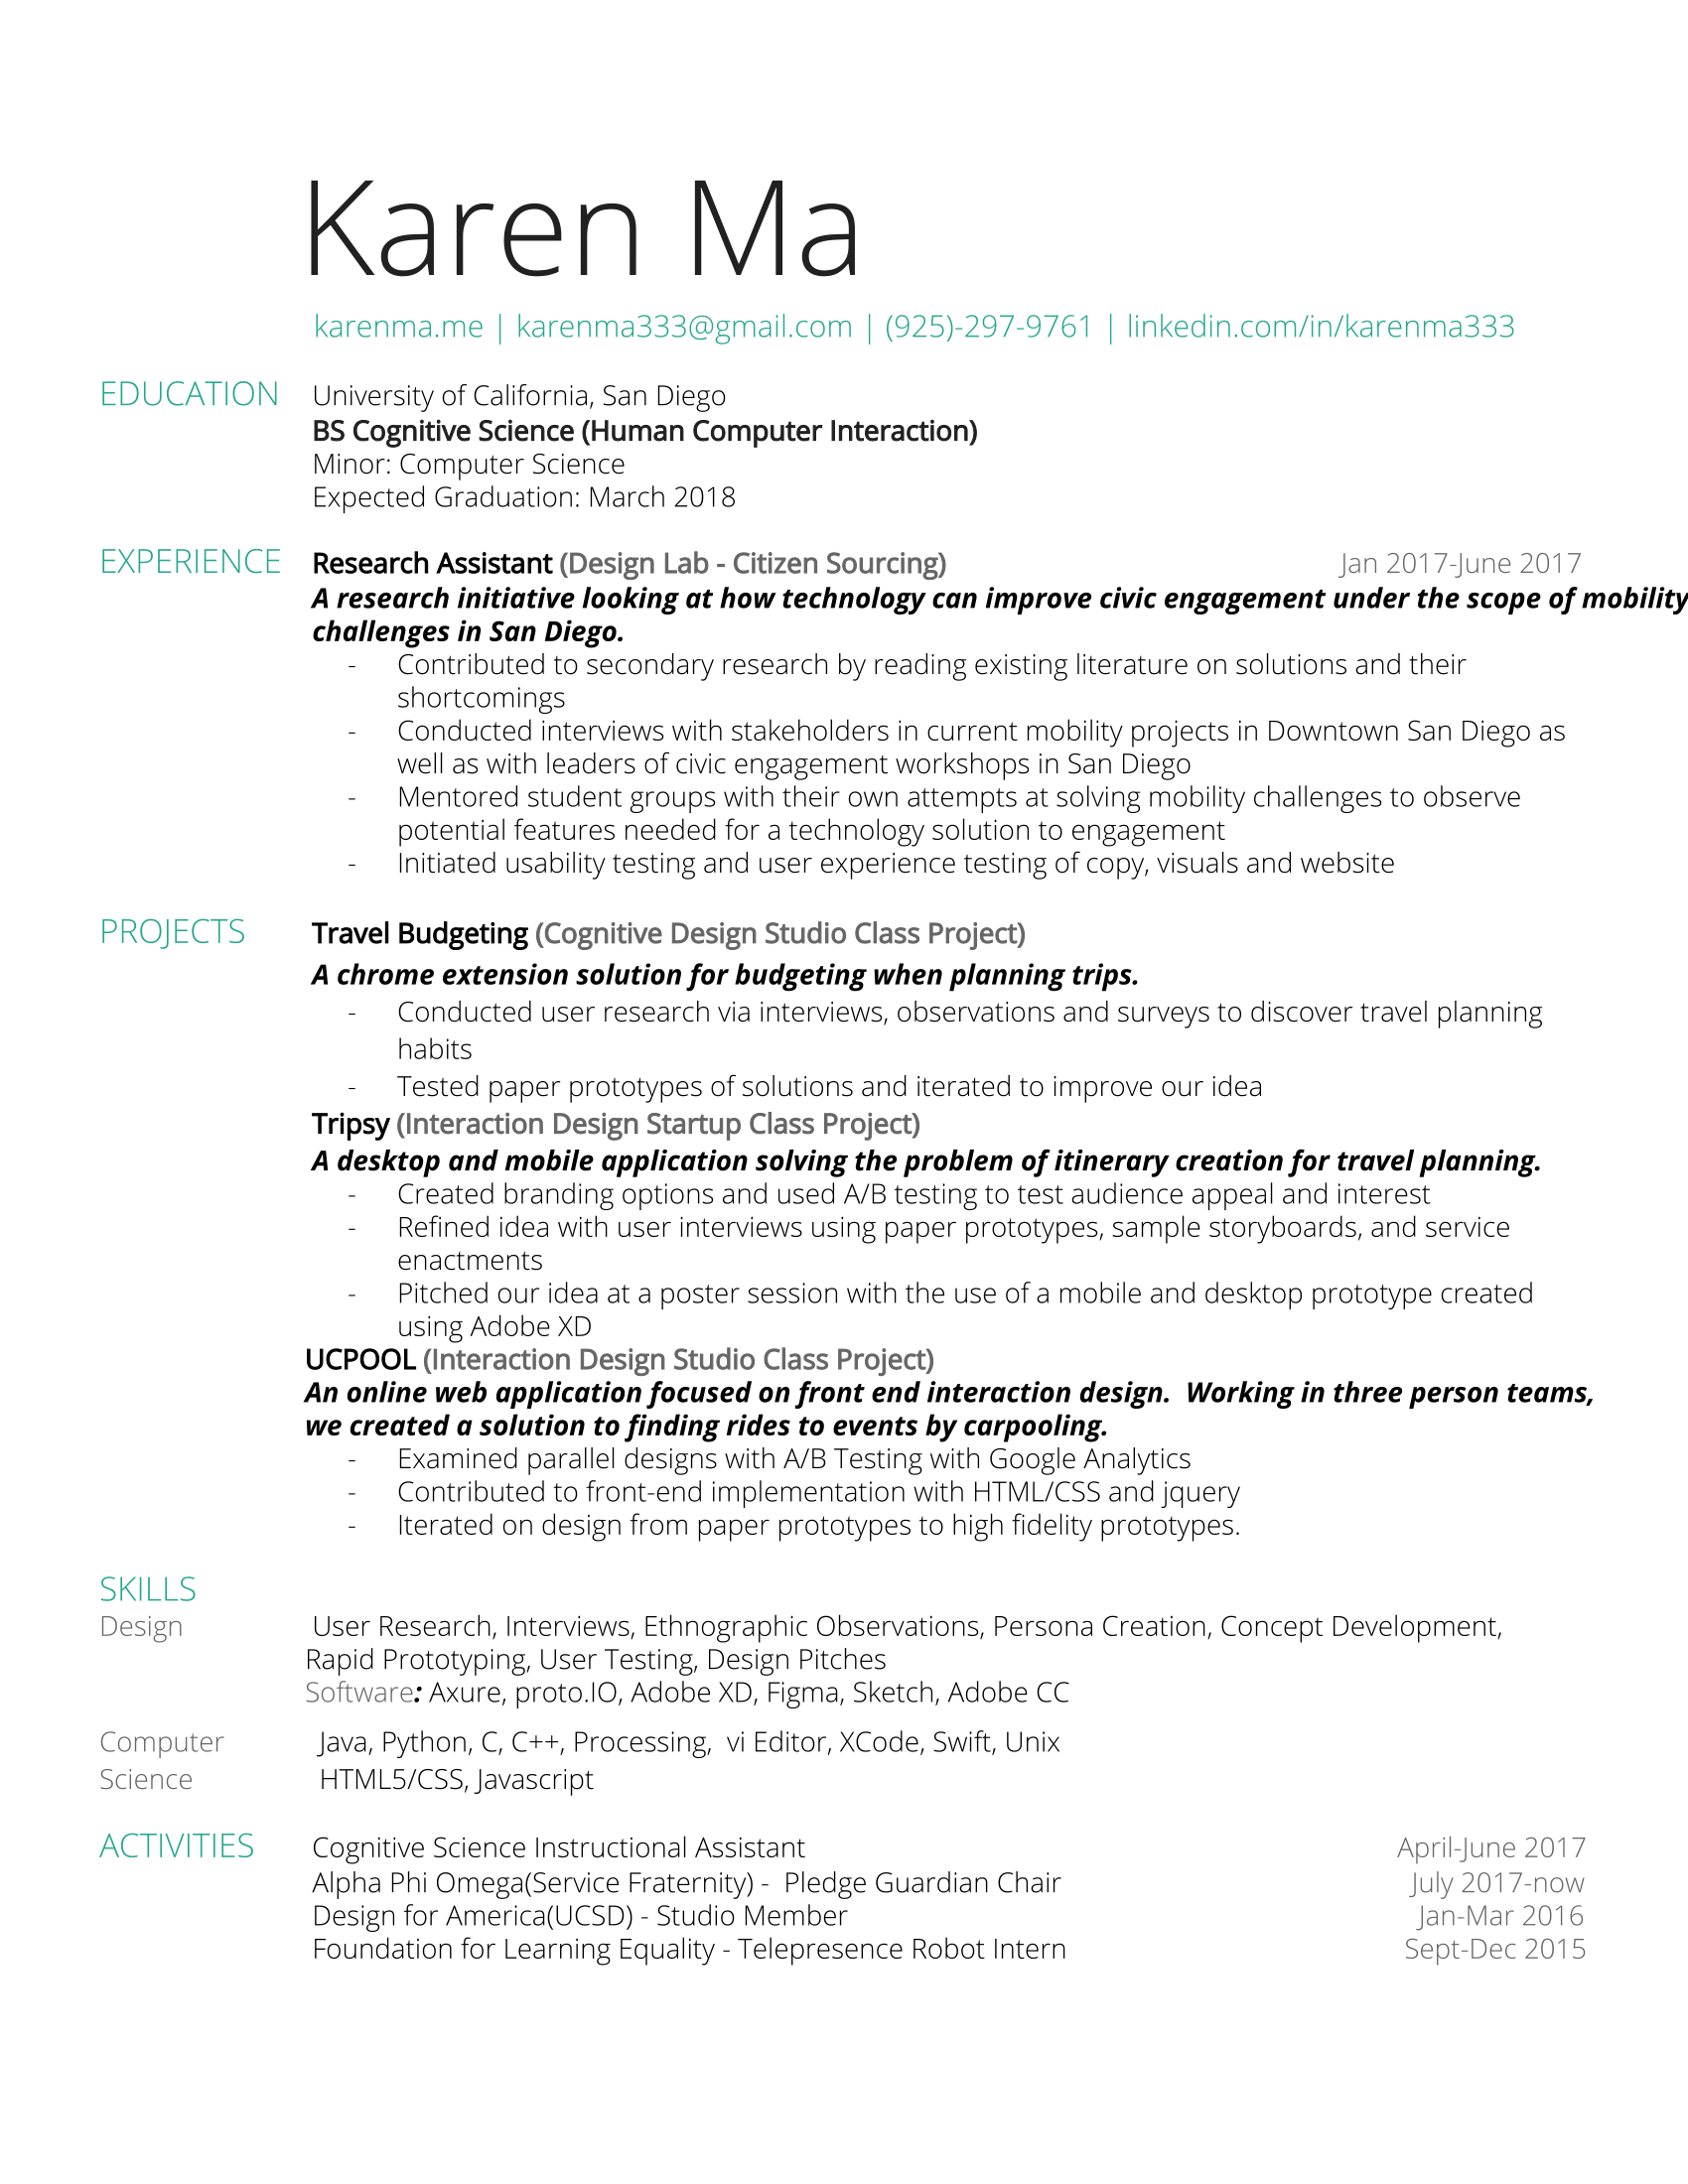 Karen Ma
karenma.me | karenma333@gmail.com | (925)-297-9761 | linkedin.com/in/karenma333
EDUCATION University of California, San Diego
BS Cognitive Science (Human Computer Interaction)
Minor: Computer Science
Expected Graduation: March 2018
EXPERIENCE Research Assistant (Design Lab - Citizen Sourcing) Jan 2017-June 2017
A research initiative looking at how technology can improve civic engagement under the scope of mobility
challenges in San Diego.
- Contributed to secondary research by reading existing literature on solutions and their
shortcomings
- Conducted interviews with stakeholders in current mobility projects in Downtown San Diego as
well as with leaders of civic engagement workshops in San Diego
- Mentored student groups with their own attempts at solving mobility challenges to observe
potential features needed for a technology solution to engagement
- Initiated usability testing and user experience testing of copy, visuals and website
PROJECTS Travel Budgeting (Cognitive Design Studio Class Project)
A chrome extension solution for budgeting when planning trips.
- Conducted user research via interviews, observations and surveys to discover travel planning
habits
- Tested paper prototypes of solutions and iterated to improve our idea
Tripsy (Interaction Design Startup Class Project)
A desktop and mobile application solving the problem of itinerary creation for travel planning.
- Created branding options and used A/B testing to test audience appeal and interest
- Refined idea with user interviews using paper prototypes, sample storyboards, and service
enactments
- Pitched our idea at a poster session with the use of a mobile and desktop prototype created
using Adobe XD
UCPOOL (Interaction Design Studio Class Project)
An online web application focused on front end interaction design.  Working in three person teams,
we created a solution to finding rides to events by carpooling.
- Examined parallel designs with A/B Testing with Google Analytics
- Contributed to front-end implementation with HTML/CSS and jquery
- Iterated on design from paper prototypes to high fidelity prototypes.
SKILLS
Design User Research, Interviews, Ethnographic Observations, Persona Creation, Concept Development,
Rapid Prototyping, User Testing, Design Pitches
Software: Axure, proto.IO, Adobe XD, Figma, Sketch, Adobe CC
Computer Java, Python, C, C++, Processing,  vi Editor, XCode, Swift, Unix
Science HTML5/CSS, Javascript
ACTIVITIES Cognitive Science Instructional Assistant April-June 2017
Alpha Phi Omega(Service Fraternity) -  Pledge Guardian Chair July 2017-now
Design for America(UCSD) - Studio Member Jan-Mar 2016
Foundation for Learning Equality - Telepresence Robot Intern Sept-Dec 2015